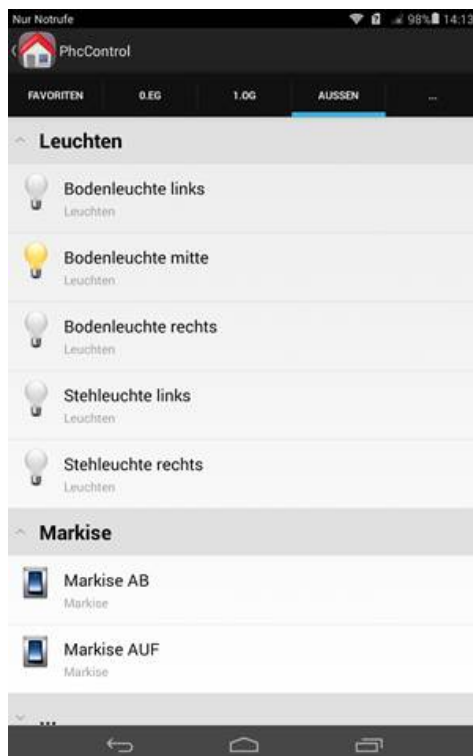 Nur Notrufe 98% 14:13
PhcControl
FAVORITEN 0.EG 1.OG AUSSEN ...
Leuchten
Bodenleuchte links
Leuchten
Bodenleuchte mitte
Leuchten
Bodenleuchte rechts
Leuchten
Stehleuchte links
Leuchten
Stehleuchte rechts
Leuchten
Markise
Markise AB
Markise
Markise AUF
Markise
...